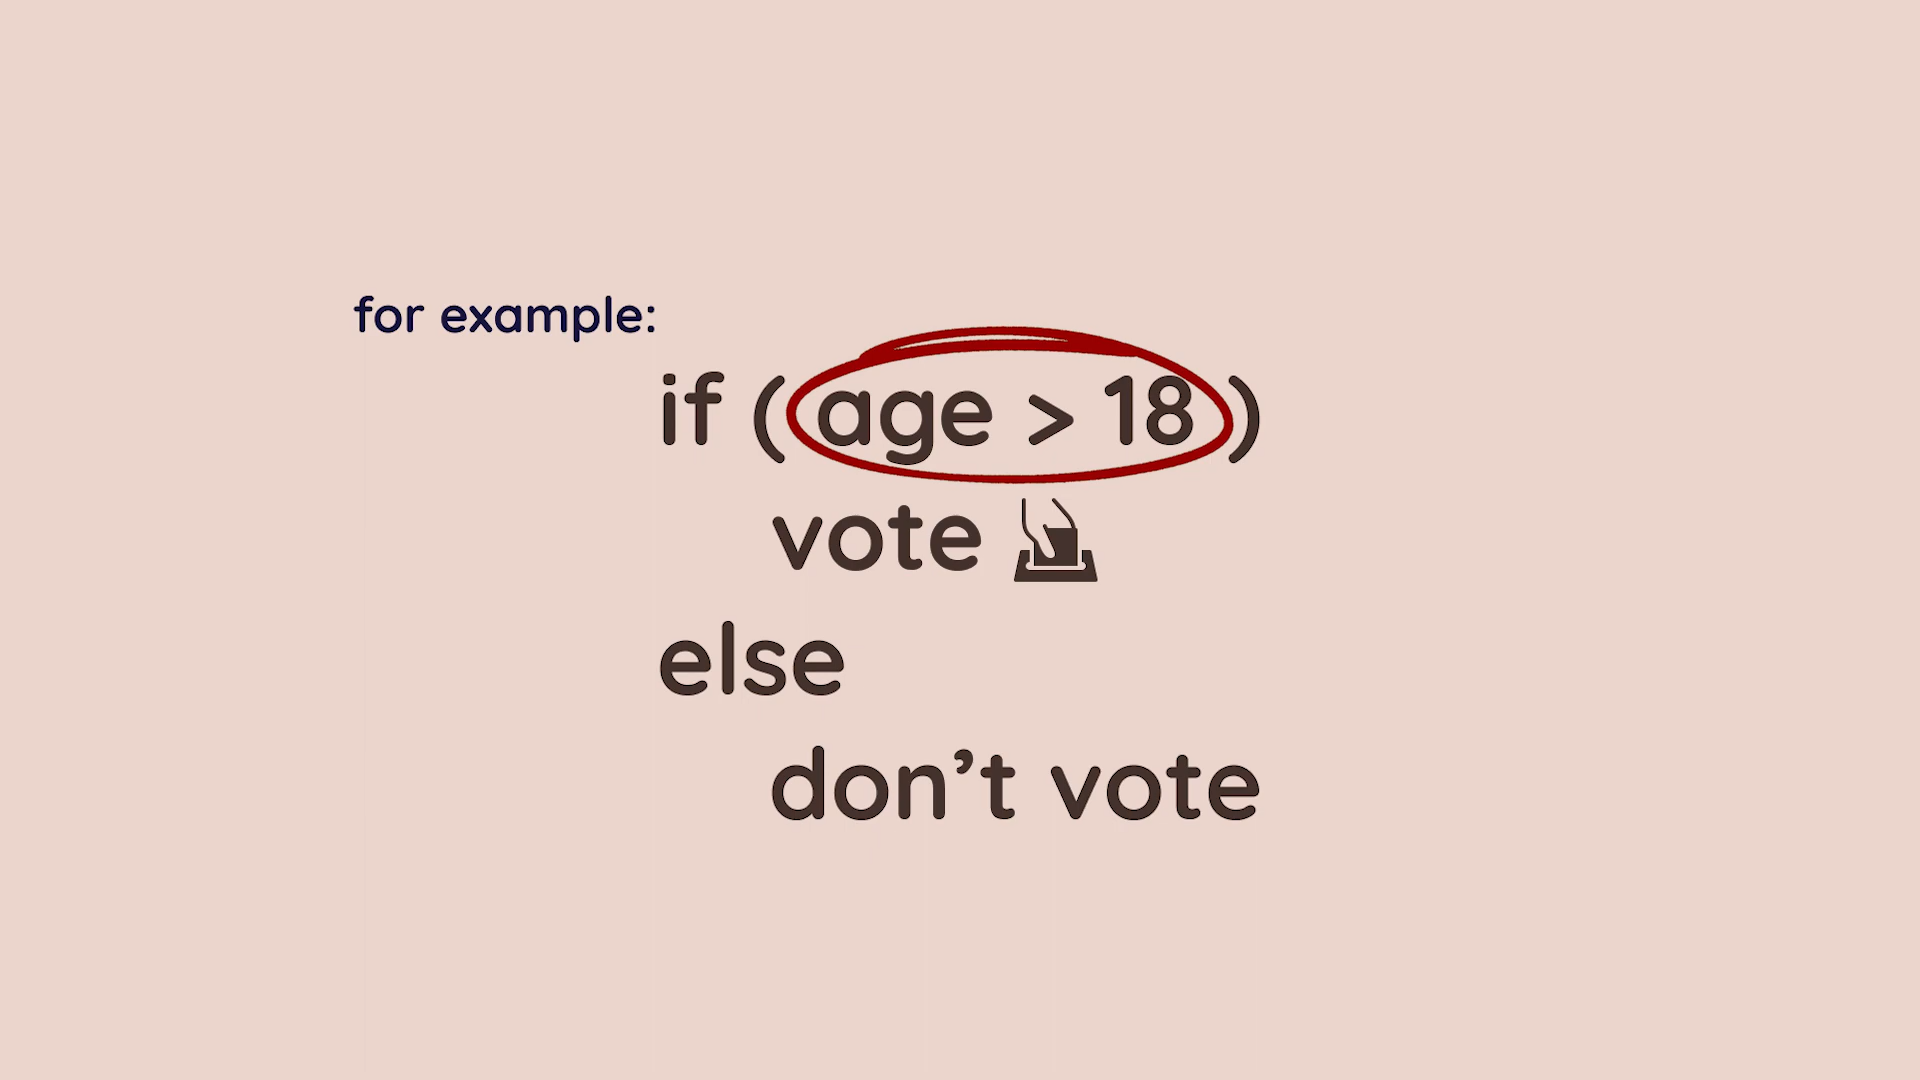 for example:
if ( age > 18 )
vote
else
don’t vote